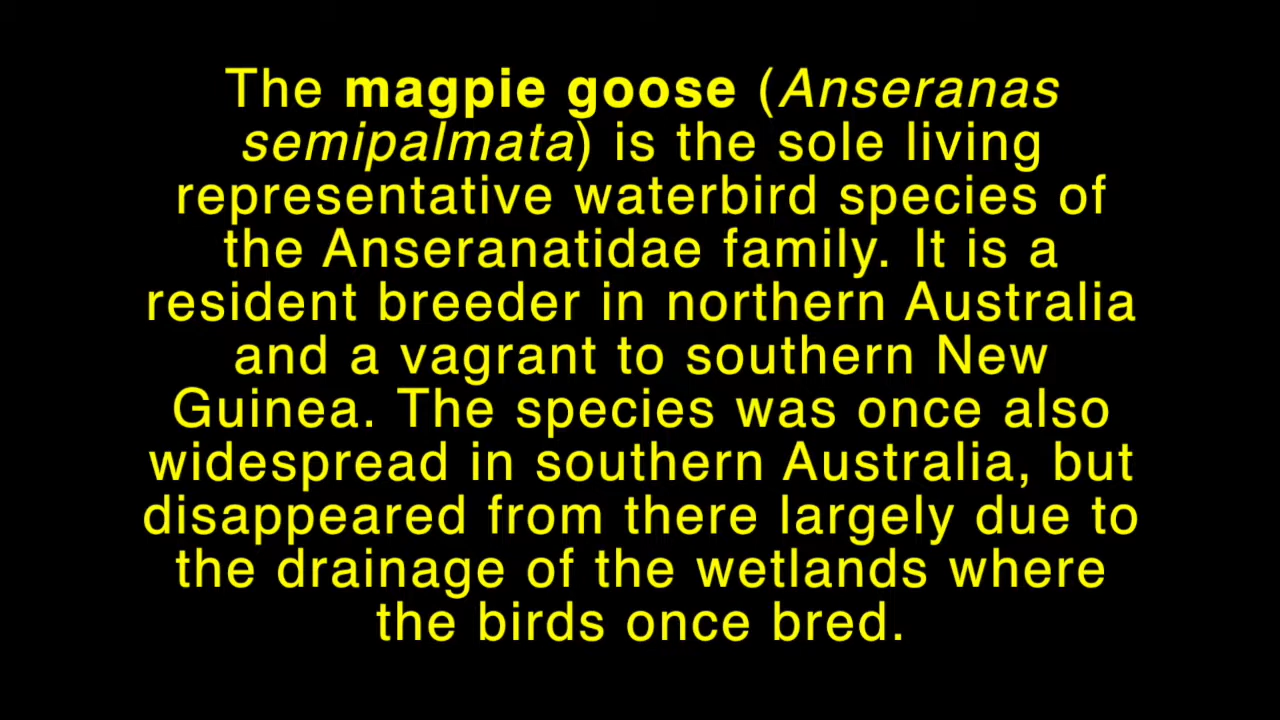 The magpie goose (Anseranas
semipalmata) is the sole living
representative waterbird species of
the Anseranatidae family. It is a
resident breeder in northern Australia
and a vagrant to southern New
Guinea. The species was once also
widespread in southern Australia, but
disappeared from there largely due to
the drainage of the wetlands where
the birds once bred.